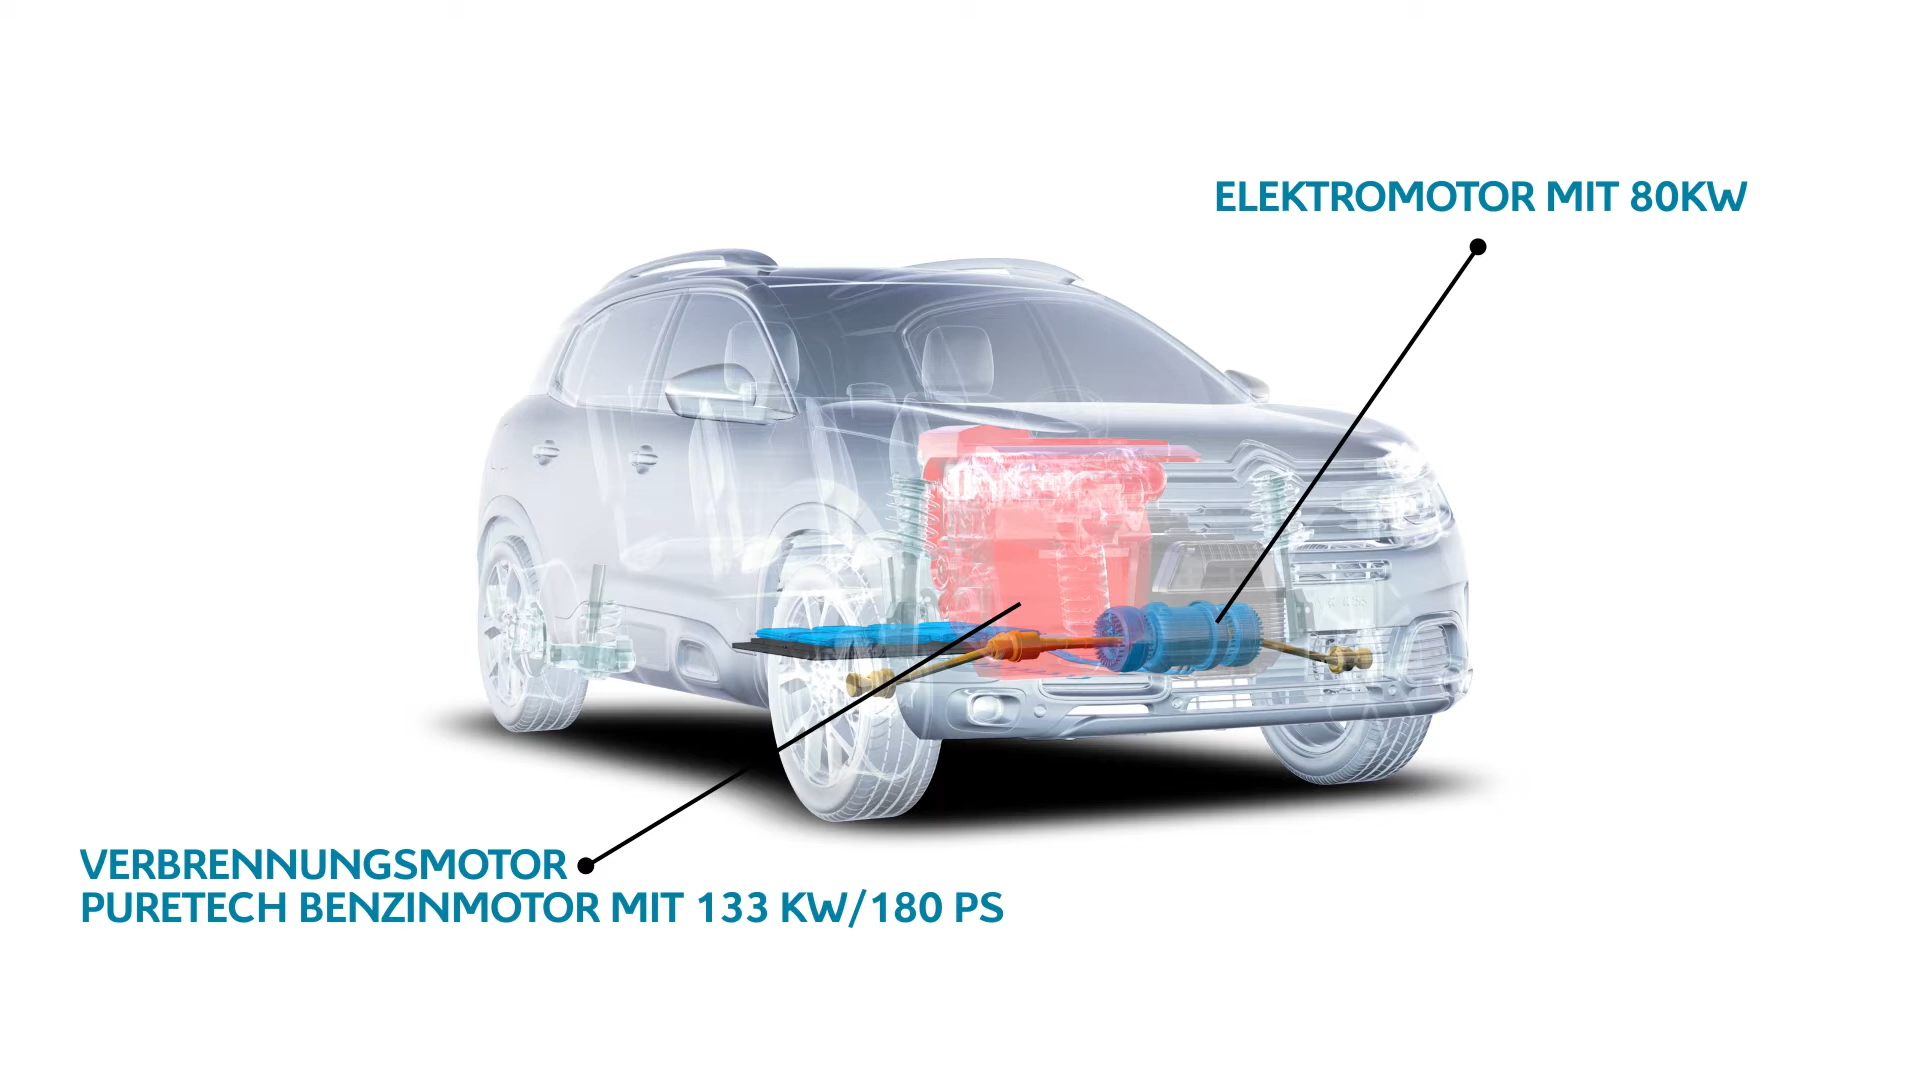 ELEKTROMOTOR MIT 80KW
VERBRENNUNGSMOTOR
PURETECH BENZINMOTOR MIT 133 KW/180 PS